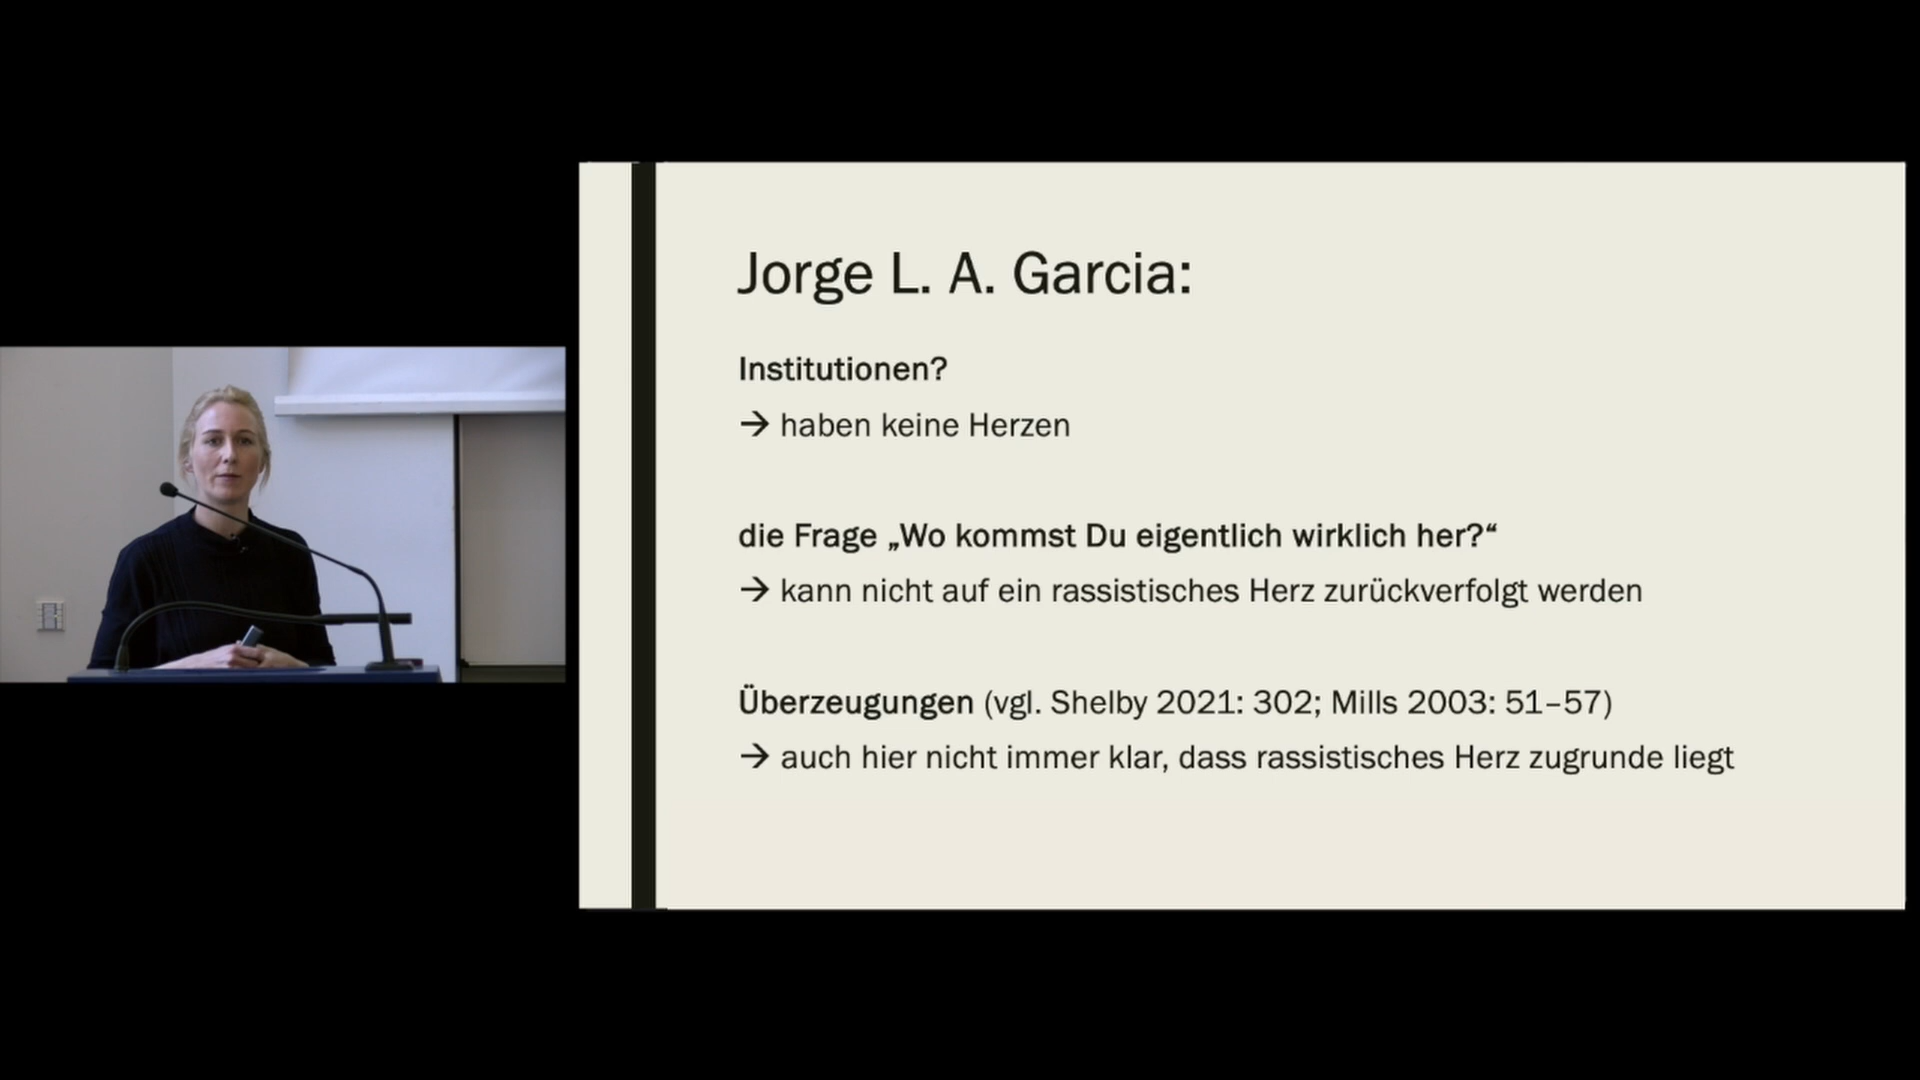 Jorge L. A. Garcia:
Institutionen?
→ haben keine Herzen
die Frage „Wo kommst Du eigentlich wirklich her?“
→ kann nicht auf ein rassistisches Herz zurückverfolgt werden
Überzeugungen (vgl. Shelby 2021: 302; Mills 2003: 51–57)
→ auch hier nicht immer klar, dass rassistisches Herz zugrunde liegt